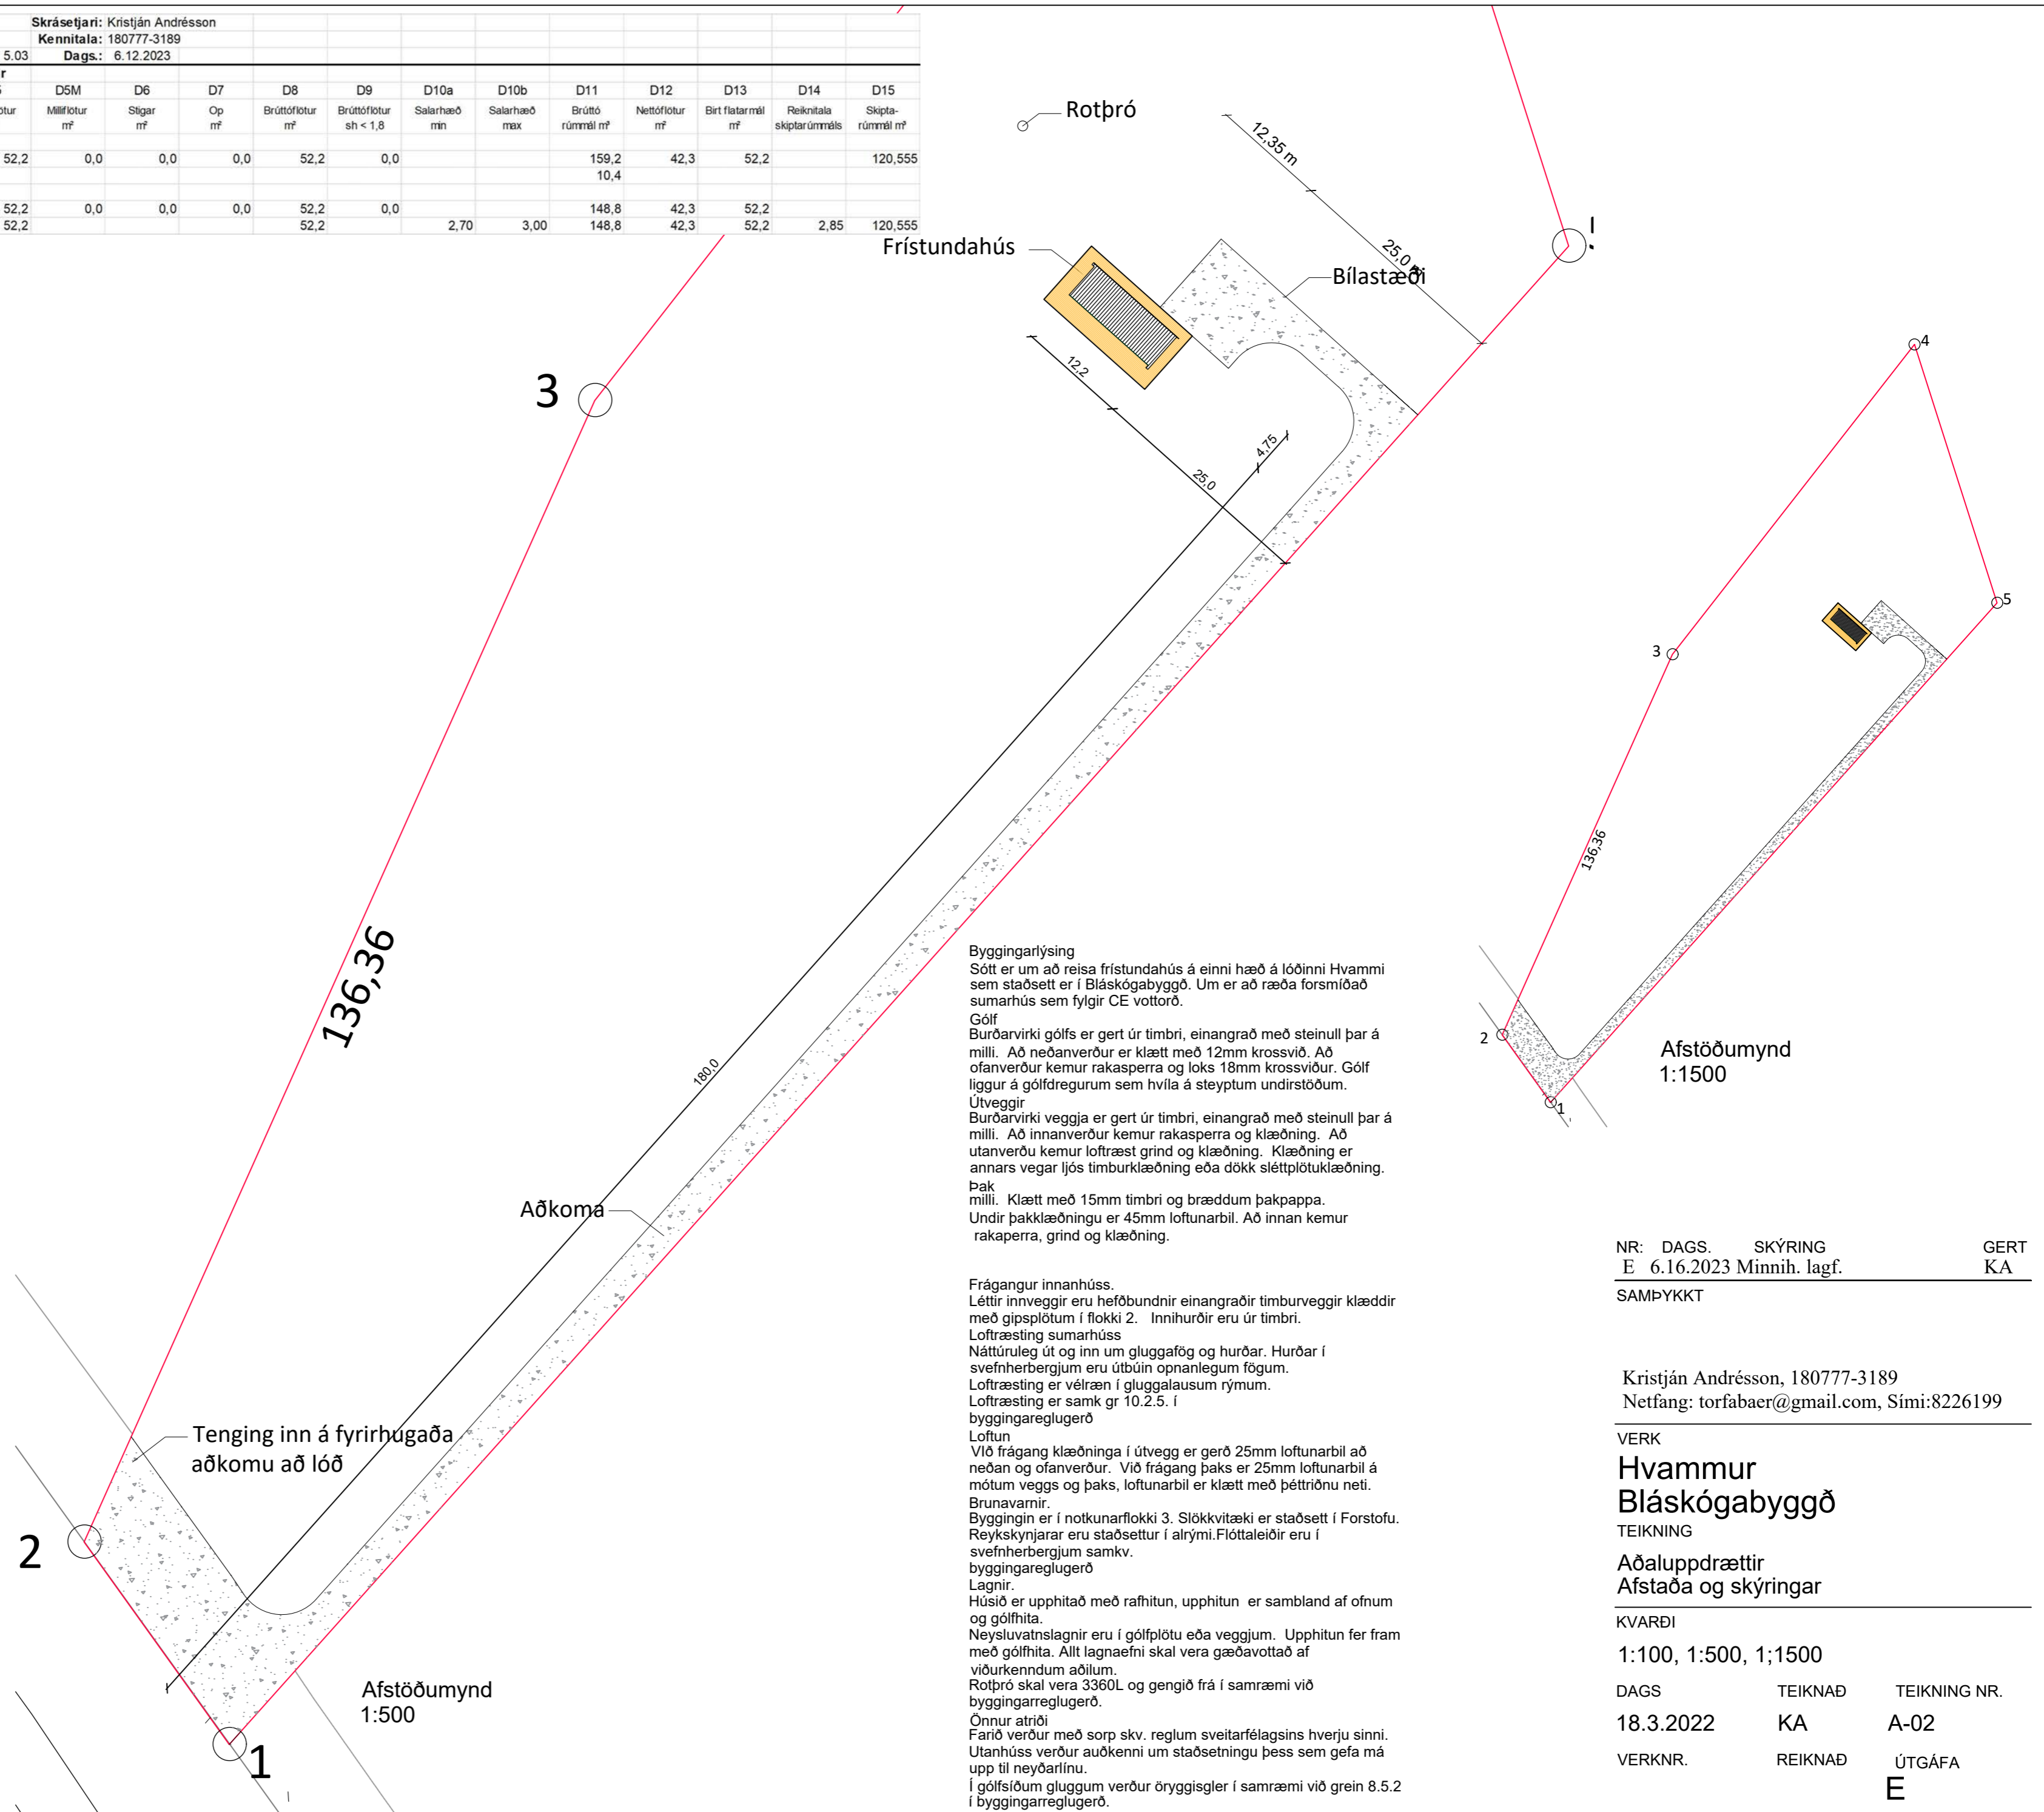 Skrásetjari: Kristján Andrésson
Kennitala: 180777-3189
5.03 Dags.: 6.12.2023
D5M D6 D7 D8 D9 D10a D10b D11 D12 D13 D14 D15
Milliflötur Stigar Op Brúttóflötur Brúttóflötur Salarhæð Salarhæð Brúttó Nettóflötur Birt flatarmál Reiknitala Skipta-
m² m² m² m² sh < 1,8 min max rúmmál m³ m² m² skiptarúmmáls rúmmál m³
52,2 0,0 0,0 0,0 52,2 0,0 159,2 42,3 52,2 120,555
10,4
52,2 0,0 0,0 0,0 52,2 0,0 148,8 42,3 52,2
52,2 52,2 2,70 3,00 148,8 42,3 52,2 2,85 120,555
Rotþró
12,35 m
25,0 m
Frístundahús
Bílastæði
12,2
25,0
4,75
3
136,36
180,0
Aðkoma
Tenging inn á fyrirhugaða
aðkomu að lóð
2
1
Afstöðumynd
1:500
4
5
3
136,36
2
1
Afstöðumynd
1:1500
Byggingarlýsing
Sótt er um að reisa frístundahús á einni hæð á lóðinni Hvammi
sem staðsett er í Bláskógabyggð. Um er að ræða forsmíðað
sumarhús sem fylgir CE vottorð.
Gólf
Burðarvirki gólfs er gert úr timbri, einangrað með steinull þar á
milli. Að neðanverður er klætt með 12mm krossvið. Að
ofanverður kemur rakasperra og loks 18mm krossviður. Gólf
liggur á gólfdregurum sem hvíla á steyptum undirstöðum.
Útveggir
Burðarvirki veggja er gert úr timbri, einangrað með steinull þar á
milli. Að innanverður kemur rakasperra og klæðning. Að
utanverðu kemur loftræst grind og klæðning. Klæðning er
annars vegar ljós timburklæðning eða dökk sléttplötuklæðning.
Þak
milli. Klætt með 15mm timbri og bræddum þakpappa.
Undir þakklæðningu er 45mm loftunarbil. Að innan kemur
rakaperra, grind og klæðning.
Frágangur innanhúss.
Léttir innveggir eru hefðbundnir einangraðir timburveggir klæddir
með gipsplötum í flokki 2. Innihurðir eru úr timbri.
Loftræsting sumarhúss
Náttúruleg út og inn um gluggafög og hurðar. Hurðar í
svefnherbergjum eru útbúin opnanlegum fögum.
Loftræsting er vélræn í gluggalausum rýmum.
Loftræsting er samk gr 10.2.5. í
byggingareglugerð
Loftun
VIð frágang klæðninga í útvegg er gerð 25mm loftunarbil að
neðan og ofanverður. Við frágang þaks er 25mm loftunarbil á
mótum veggs og þaks, loftunarbil er klætt með þéttriðnu neti.
Brunavarnir.
Byggingin er í notkunarflokki 3. Slökkvitæki er staðsett í Forstofu.
Reykskynjarar eru staðsettur í alrými.Flóttaleiðir eru í
svefnherbergjum samkv.
byggingareglugerð
Lagnir.
Húsið er upphitað með rafhitun, upphitun er sambland af ofnum
og gólfhita.
Neysluvatnslagnir eru í gólfplötu eða veggjum. Upphitun fer fram
með gólfhita. Allt lagnaefni skal vera gæðavottað af
viðurkenndum aðilum.
Rotþró skal vera 3360L og gengið frá í samræmi við
byggingarreglugerð.
Önnur atriði
Farið verður með sorp skv. reglum sveitarfélagsins hverju sinni.
Utanhúss verður auðkenni um staðsetningu þess sem gefa má
upp til neyðarlínu.
Í gólfsíðum gluggum verður öryggisgler í samræmi við grein 8.5.2
í byggingarreglugerð.
NR: DAGS. SKÝRING GERT
E 6.16.2023 Minnih. lagf. KA
SAMÞYKKT
Kristján Andrésson, 180777-3189
Netfang: torfabaer@gmail.com, Sími:8226199
VERK
Hvammur
Bláskógabyggð
TEIKNING
Aðaluppdrættir
Afstaða og skýringar
KVARÐI
1:100, 1:500, 1;1500
DAGS TEIKNAÐ TEIKNING NR.
18.3.2022 KA A-02
VERKNR. REIKNAÐ ÚTGÁFA
E